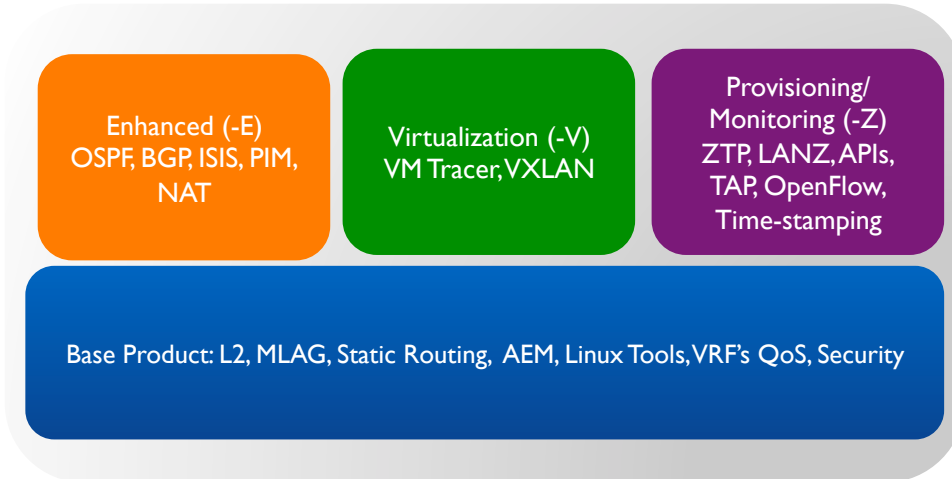 Enhanced (-E)
OSPF, BGP, ISIS, PIM,
NAT
Virtualization (-V)
VM Tracer, VXLAN
Provisioning/
Monitoring (-Z)
ZTP, LANZ, APIs,
TAP, OpenFlow,
Time-stamping
Base Product: L2, MLAG, Static Routing, AEM, Linux Tools, VRF's QoS, Security